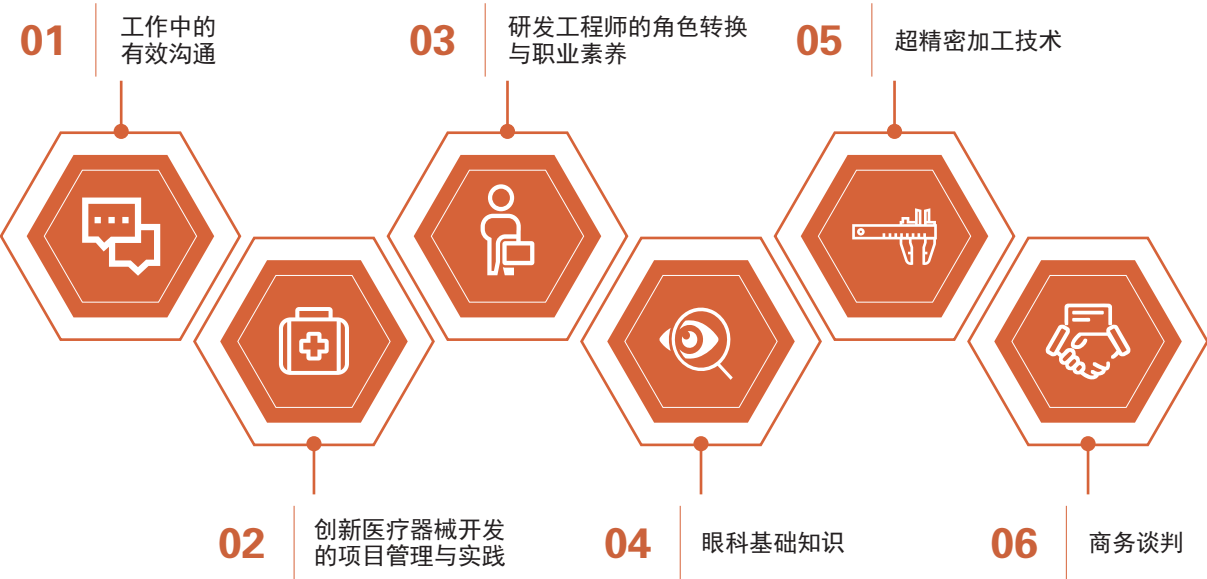 01
工作中的
有效沟通
02
创新医疗器械开发
的项目管理与实践
03
研发工程师的角色转换
与职业素养
04
眼科基础知识
05
超精密加工技术
06
商务谈判